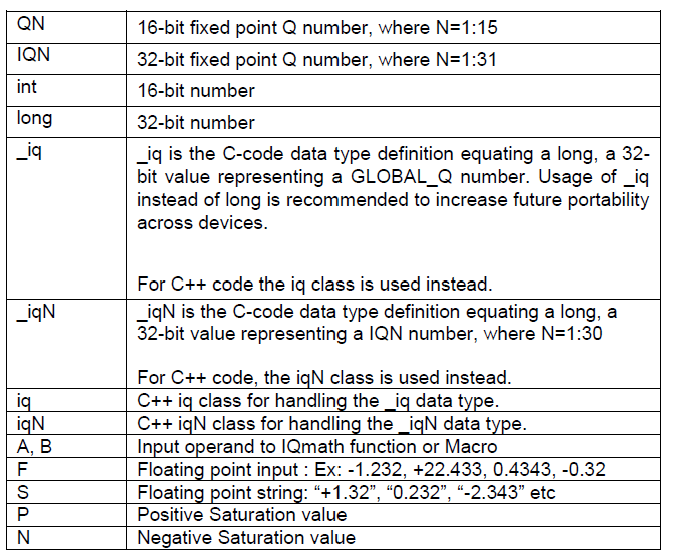 QN 16-bit fixed point Q number, where N=1:15
IQN 32-bit fixed point Q number, where N=1:31
int 16-bit number
long 32-bit number
_iq _iq is the C-code data type definition equating a long, a 32-
bit value representing a GLOBAL_Q number. Usage of _iq
instead of long is recommended to increase future portability
across devices.
For C++ code the iq class is used instead.
_iqN _iqN is the C-code data type definition equating a long, a
32-bit value representing a IQN number, where N=1:30
For C++ code, the iqN class is used instead.
iq C++ iq class for handling the _iq data type.
iqN C++ iqN class for handling the _iqN data type.
A, B Input operand to IQmath function or Macro
F Floating point input : Ex: -1.232, +22.433, 0.4343, -0.32
S Floating point string: “+1.32”, “0.232”, “-2.343” etc
P Positive Saturation value
N Negative Saturation value